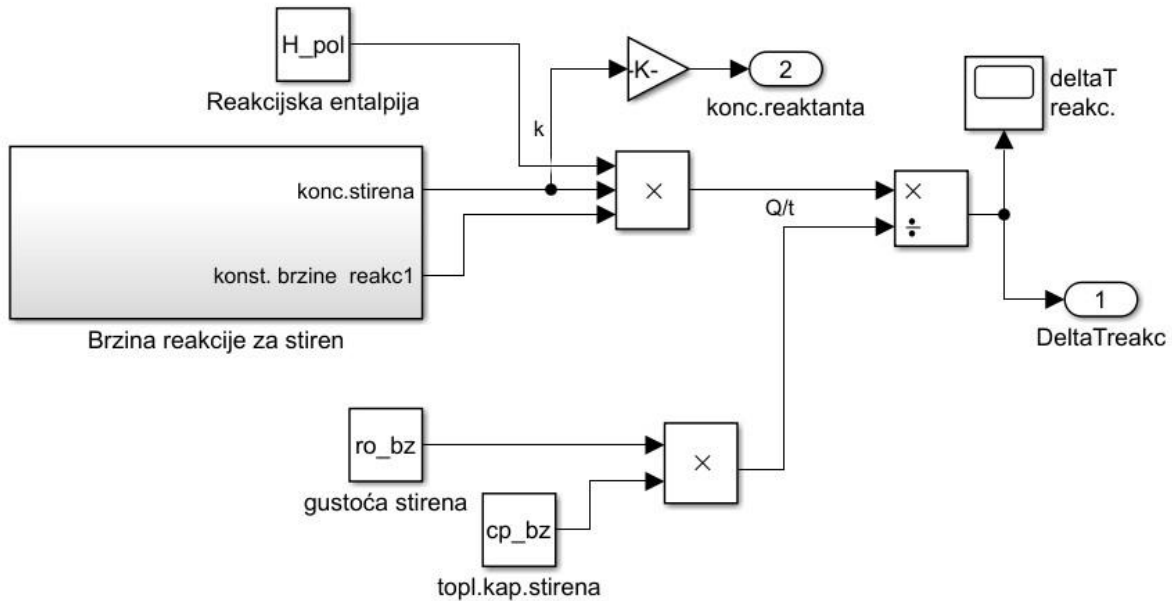 H_pol
Reakcijska entalpija
-K-
2
konc.reaktanta
deltaT
reakc.
k
konc.stirena
konst. brzine reakc1
Brzina reakcije za stiren
×
Q/t
×
÷
1
DeltaTreakc
ro_bz
gustoća stirena
×
cp_bz
topl.kap.stirena